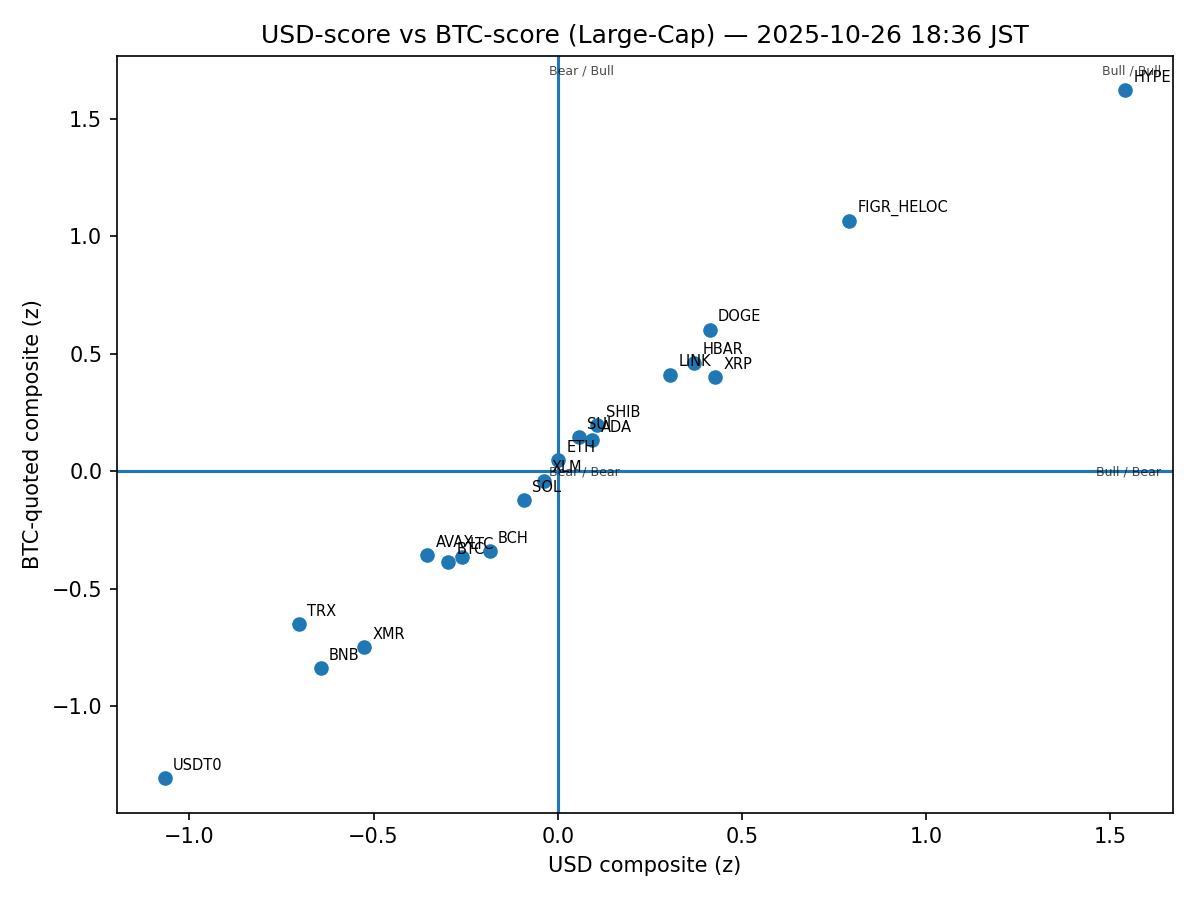 USD-score vs BTC-score (Large-Cap) — 2025-10-26 18:36 JST
Bear / Bull
Bull / Bull
HYPE
FIGR_HELOC
DOGE
HBAR
LINK
XRP
SHIB
SUI
ADA
ETH
XLM
Bear / Bear
Bull / Bear
SOL
BCH
AVAX
LTC
BTC
TRX
XMR
BNB
USDT0
1.5
1.0
0.5
0.0
−0.5
−1.0
BTC-quoted composite (z)
−1.0
−0.5
0.0
0.5
1.0
1.5
USD composite (z)